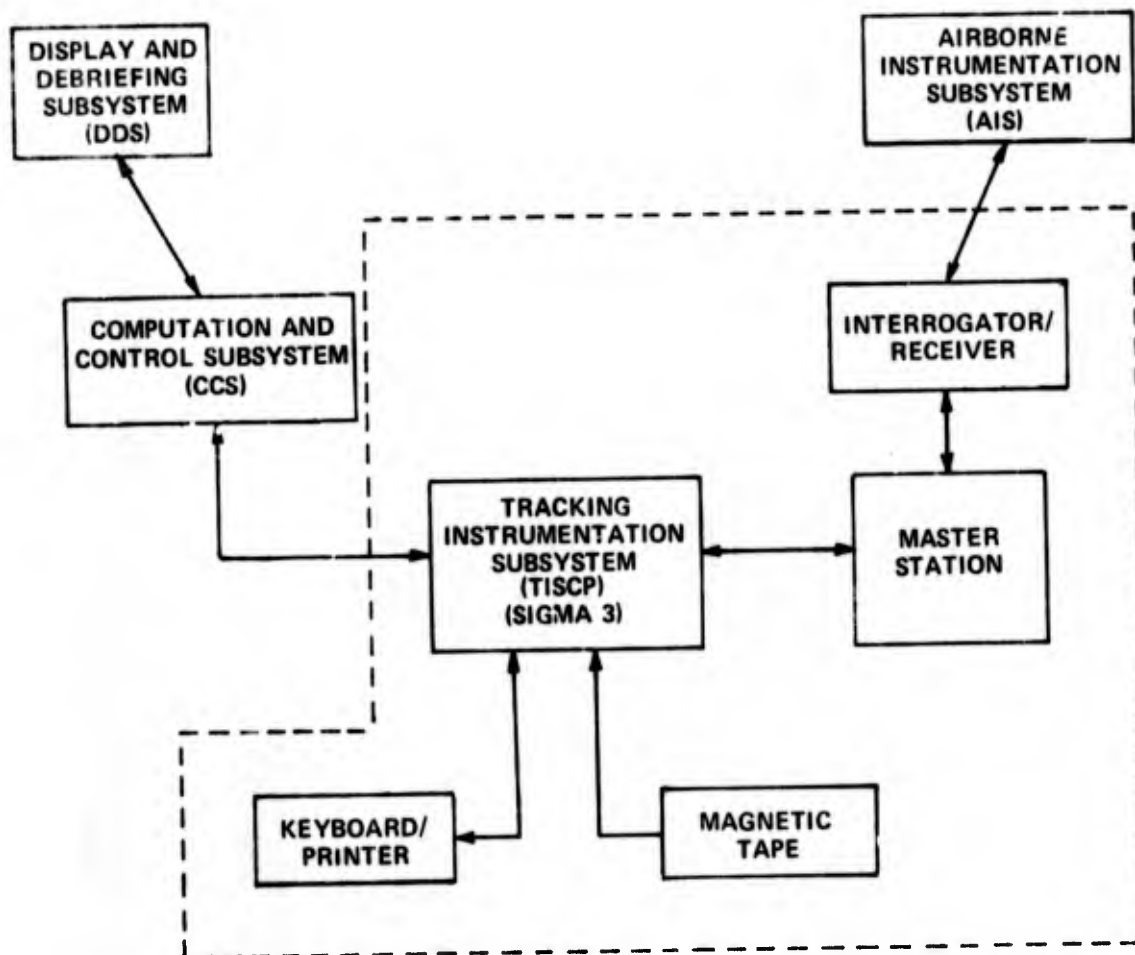 DISPLAY AND
DEBRIEFING
SUBSYSTEM
(DDS)
AIRBORNE
INSTRUMENTATION
SUBSYSTEM
(AIS)
COMPUTATION AND
CONTROL SUBSYSTEM
(CCS)
INTERROGATOR/
RECEIVER
TRACKING
INSTRUMENTATION
SUBSYSTEM
(TISCP)
(SIGMA 3)
MASTER
STATION
KEYBOARD/
PRINTER
MAGNETIC
TAPE